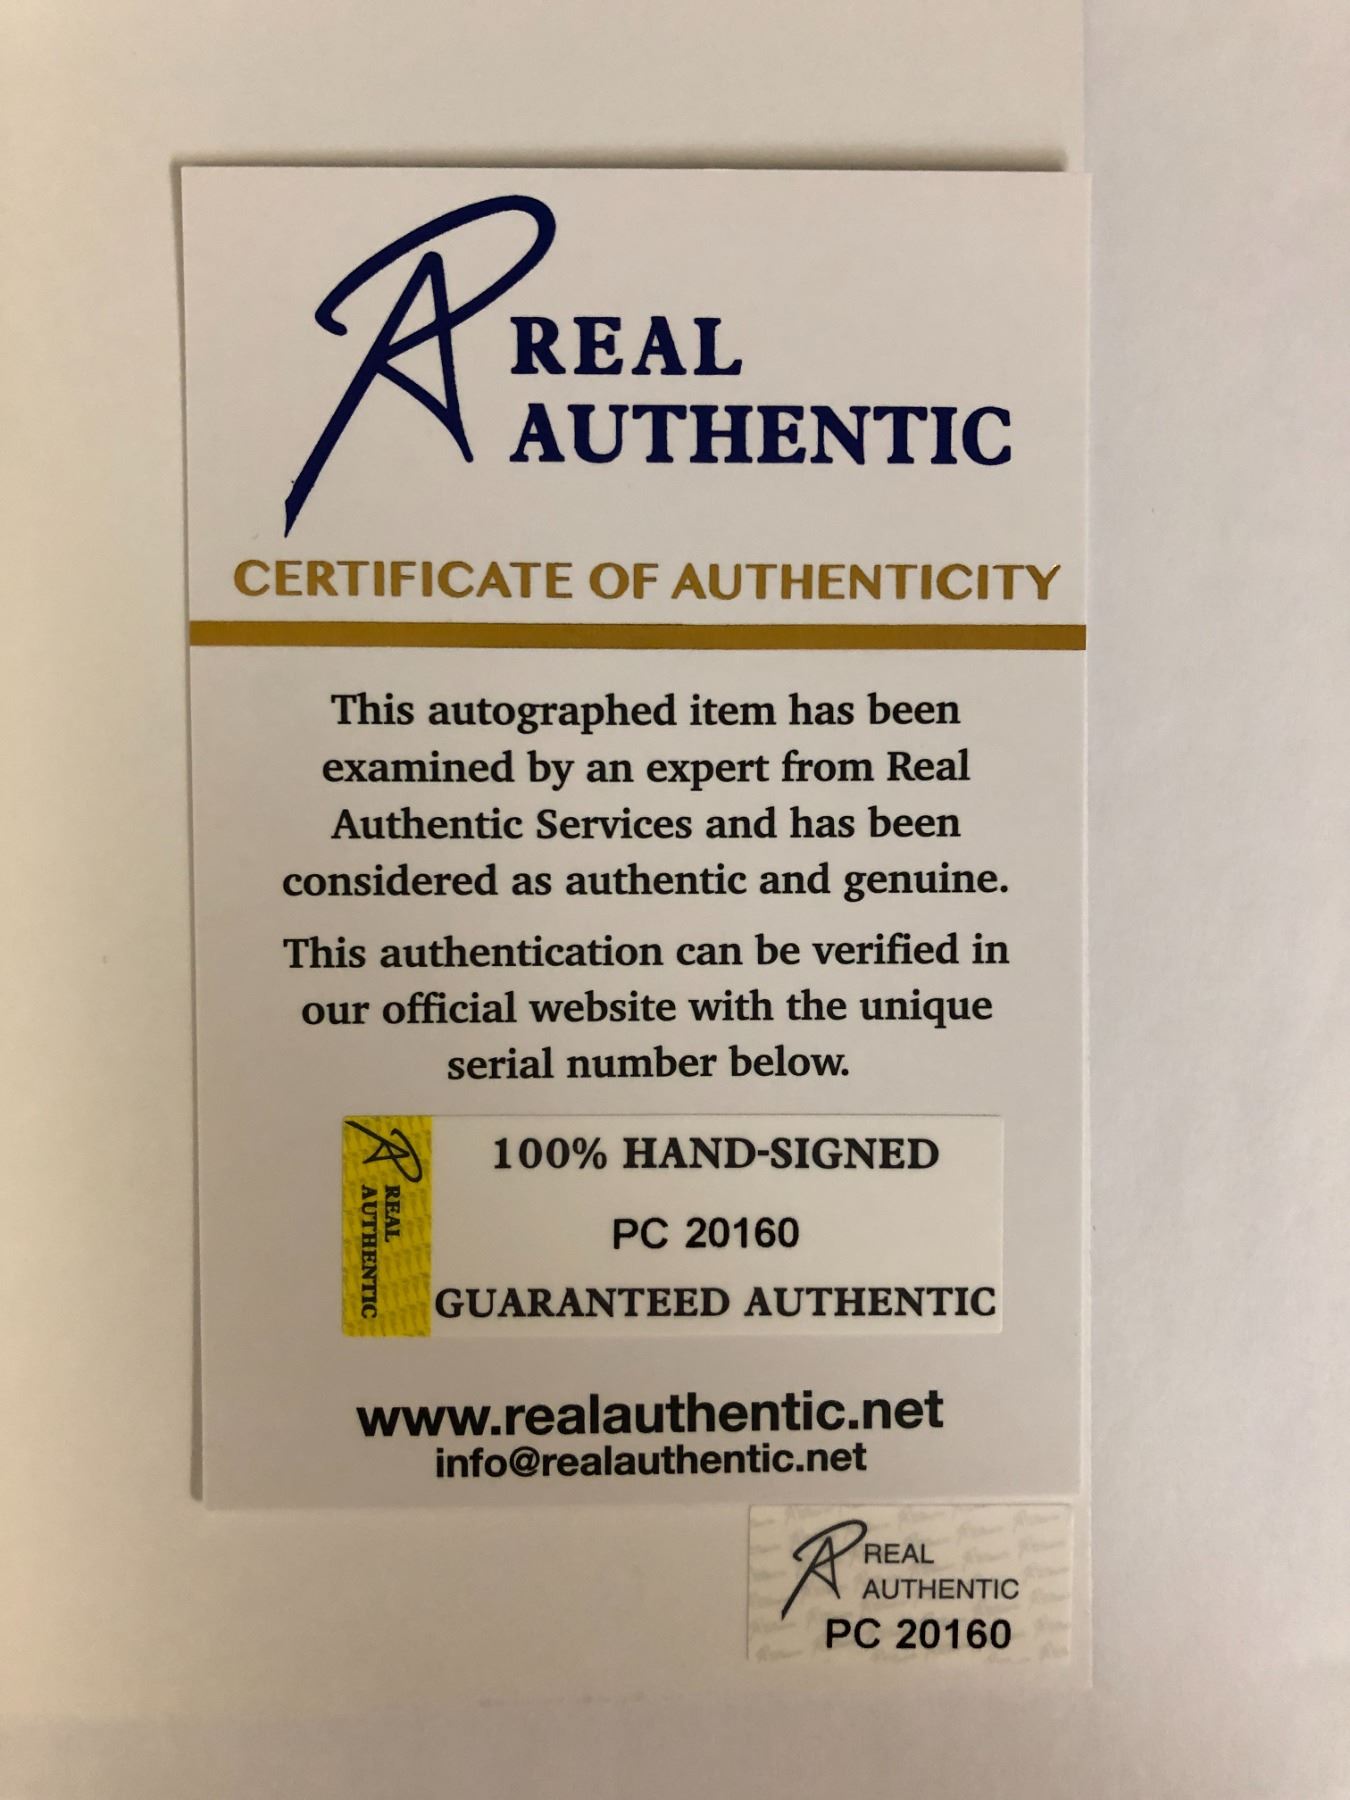 REAL
AUTHENTIC
CERTIFICATE OF AUTHENTICITY
This autographed item has been
examined by an expert from Real
Authentic Services and has been
considered as authentic and genuine.
This authentication can be verified in
our official website with the unique
serial number below.
REAL
AUTHENTIC
100% HAND-SIGNED
PC 20160
GUARANTEED AUTHENTIC
www.realauthentic.net
info@realauthentic.net
REAL
AUTHENTIC
PC 20160